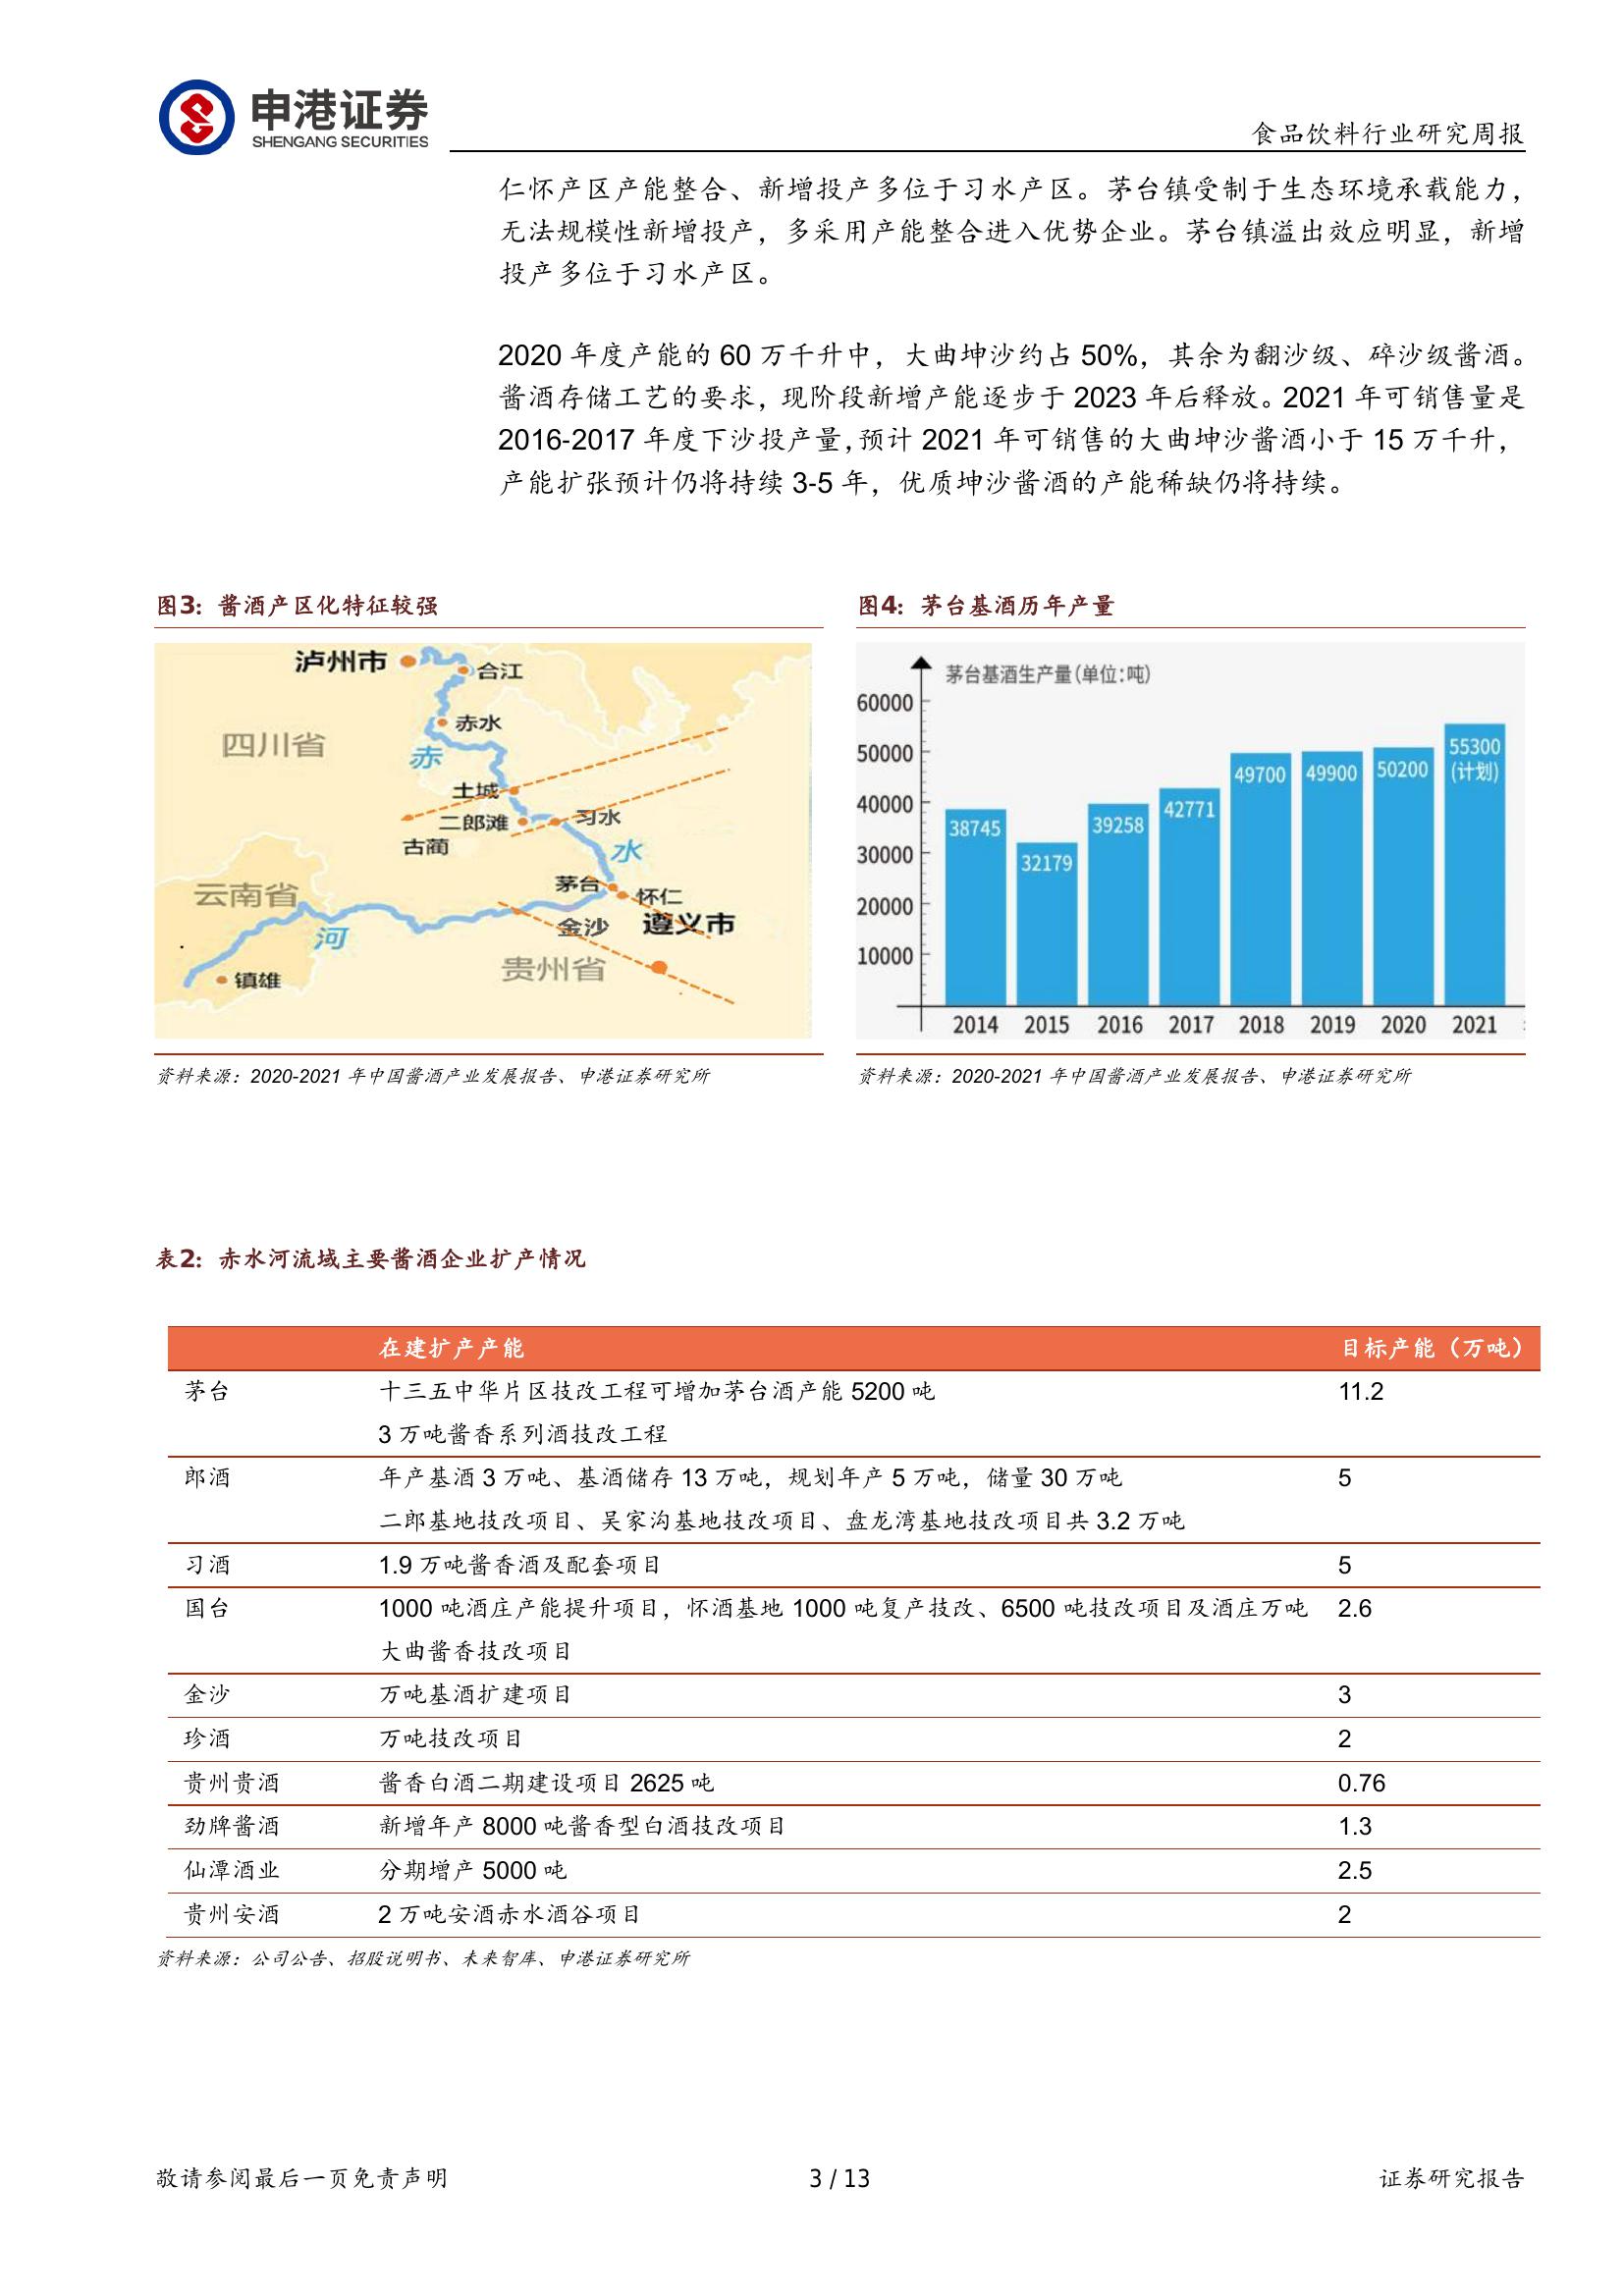 申港证券
SHENGANG SECURITIES
食品饮料行业研究周报
仁怀产区产能整合、新增投产多位于习水产区。茅台镇受制于生态环境承载能力，
无法规模性新增投产，多采用产能整合进入优势企业。茅台镇溢出效应明显，新增
投产多位于习水产区。
2020 年度产能的 60 万千升中，大曲坤沙约占 50%，其余为翻沙级、碎沙级酱酒。
酱酒存储工艺的要求，现阶段新增产能逐步于 2023 年后释放。2021 年可销售量是
2016-2017 年度下沙投产量，预计 2021 年可销售的大曲坤沙酱酒小于 15 万千升，
产能扩张预计仍将持续 3-5 年，优质坤沙酱酒的产能稀缺仍将持续。
图3：酱酒产区化特征较强
泸州市
合江
赤水
四川省
赤
土城
二郎滩
习水
古蔺
水
茅台
怀仁
云南省
金沙
遵义市
河
贵州省
镇雄
资料来源：2020-2021 年中国酱酒产业发展报告、申港证券研究所
图4：茅台基酒历年产量
茅台基酒生产量(单位:吨)
60000
50000
40000
30000
20000
10000
38745
32179
39258
42771
49700
49900
50200
55300
(计划)
2014 2015 2016 2017 2018 2019 2020 2021
资料来源：2020-2021 年中国酱酒产业发展报告、申港证券研究所
表2：赤水河流域主要酱酒企业扩产情况
在建扩产产能 目标产能（万吨）
茅台 十三五中华片区技改工程可增加茅台酒产能 5200 吨 11.2
3 万吨酱香系列酒技改工程
郎酒 年产基酒 3 万吨、基酒储存 13 万吨，规划年产 5 万吨，储量 30 万吨 5
二郎基地技改项目、吴家沟基地技改项目、盘龙湾基地技改项目共 3.2 万吨
习酒 1.9 万吨酱香酒及配套项目 5
国台 1000 吨酒庄产能提升项目，怀酒基地 1000 吨复产技改、6500 吨技改项目及酒庄万吨 2.6
大曲酱香技改项目
金沙 万吨基酒扩建项目 3
珍酒 万吨技改项目 2
贵州贵酒 酱香白酒二期建设项目 2625 吨 0.76
劲牌酱酒 新增年产 8000 吨酱香型白酒技改项目 1.3
仙潭酒业 分期增产 5000 吨 2.5
贵州安酒 2 万吨安酒赤水酒谷项目 2
资料来源：公司公告、招股说明书、未来智库、申港证券研究所
敬请参阅最后一页免责声明 3 / 13 证券研究报告